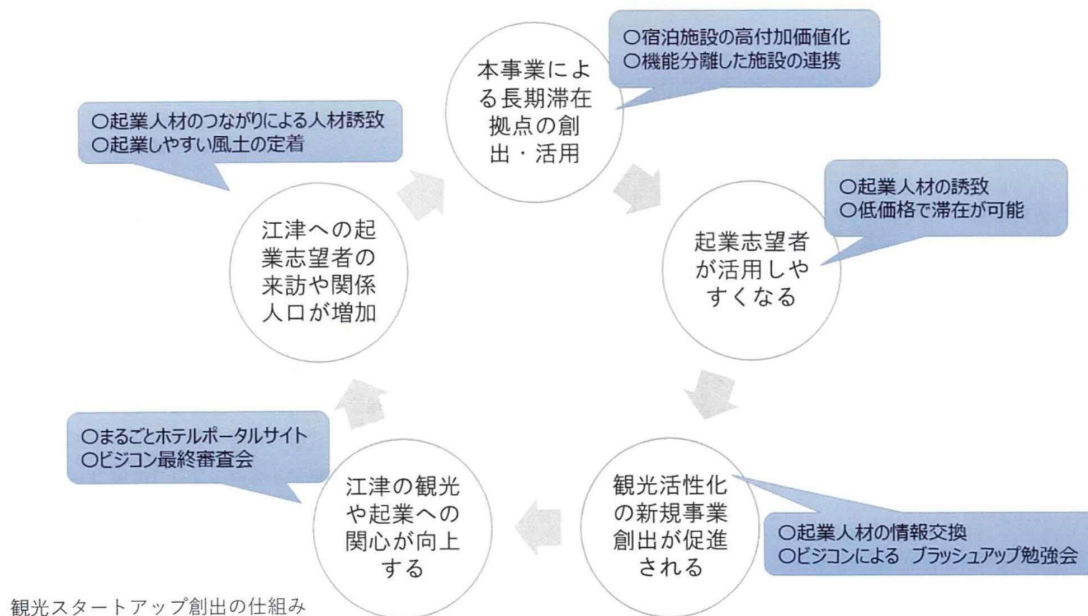 〇宿泊施設の高付加価値化
〇機能分離した施設の連携
本事業によ
る長期滞在
拠点の創
出・活用
〇起業人材のつながりによる人材誘致
〇起業しやすい風土の定着
〇起業人材の誘致
〇低価格で滞在が可能
江津への起
業志望者の
来訪や関係
人口が増加
起業志望者
が活用しや
すくなる
〇まるごとホテルポータルサイト
〇ビジコン最終審査会
江津の観光
や起業への
関心が向上
する
観光活性化
の新規事業
創出が促進
される
〇起業人材の情報交換
〇ビジコンによる ブラッシュアップ勉強会
観光スタートアップ創出の仕組み